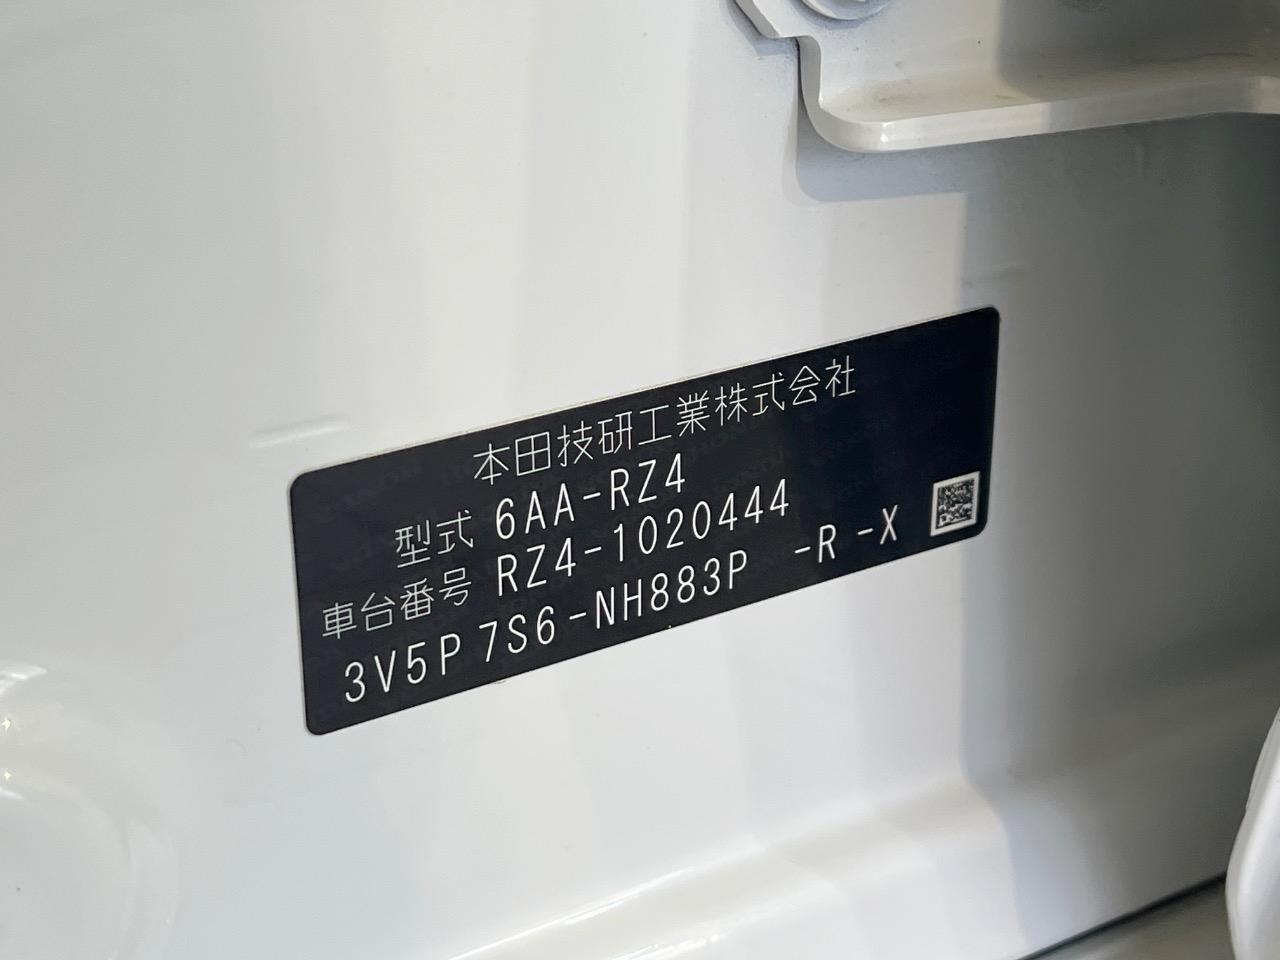 本田技研工業株式会社
型式 6AA-RZ4
車台番号 RZ4-1020444
3V5P 7S6-NH883P -R -X